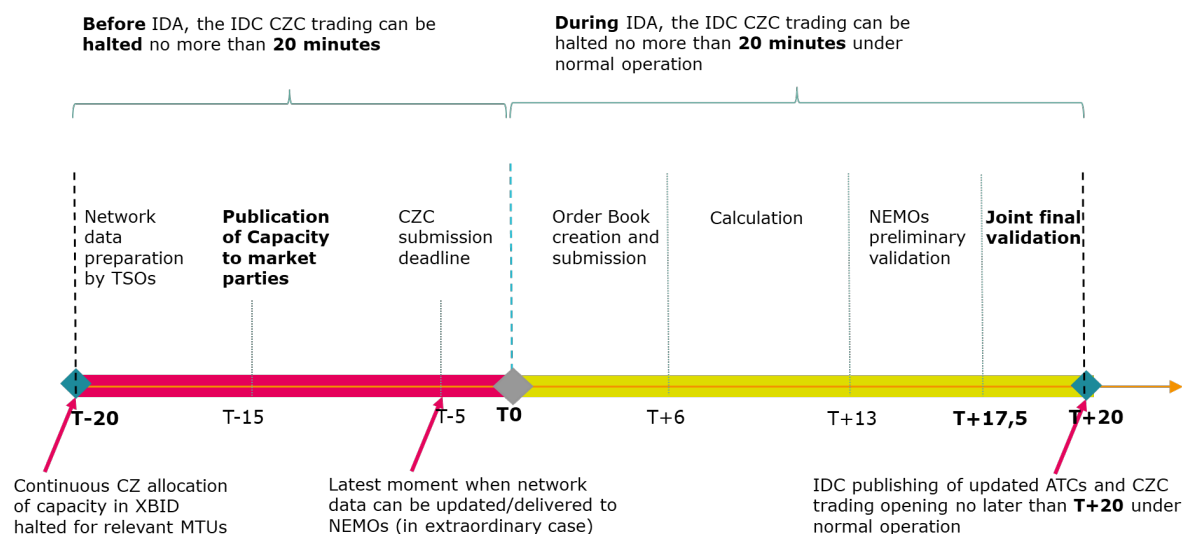 Before IDA, the IDC CZC trading can be
halted no more than 20 minutes
During IDA, the IDC CZC trading can be
halted no more than 20 minutes under
normal operation
Network
data
preparation
by TSOs
Publication
of Capacity
to market
parties
CZC
submission
deadline
Order Book
creation and
submission
Calculation
NEMOs
preliminary
validation
Joint final
validation
T-20
T-15
T-5
T0
T+6
T+13
T+17,5
T+20
Continuous CZ allocation
of capacity in XBID
halted for relevant MTUs
Latest moment when network
data can be updated/delivered to
NEMOs (in extraordinary case)
IDC publishing of updated ATCs and CZC
trading opening no later than T+20 under
normal operation